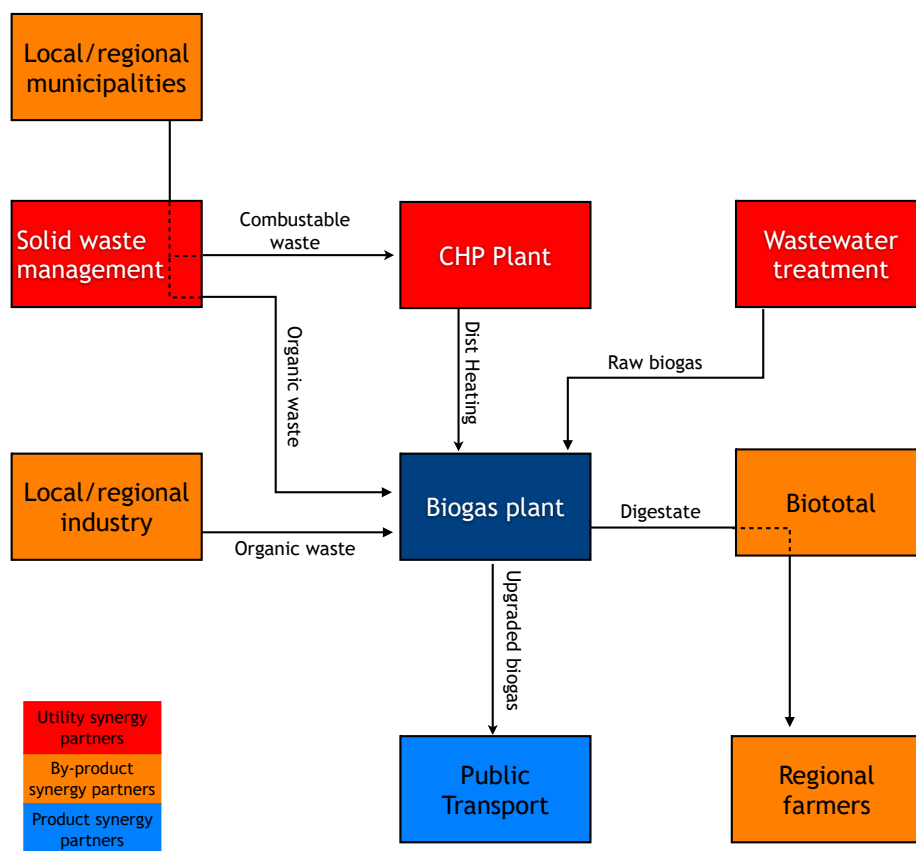 Local/regional
municipalities
Solid waste
management
Combustable
waste
CHP Plant
Wastewater
treatment
Organic waste
Dist Heating
Raw biogas
Local/regional
industry
Organic waste
Biogas plant
Digestate
Biototal
Upgraded biogas
Utility synergy
partners
By-product
synergy partners
Product synergy
partners
Public
Transport
Regional
farmers